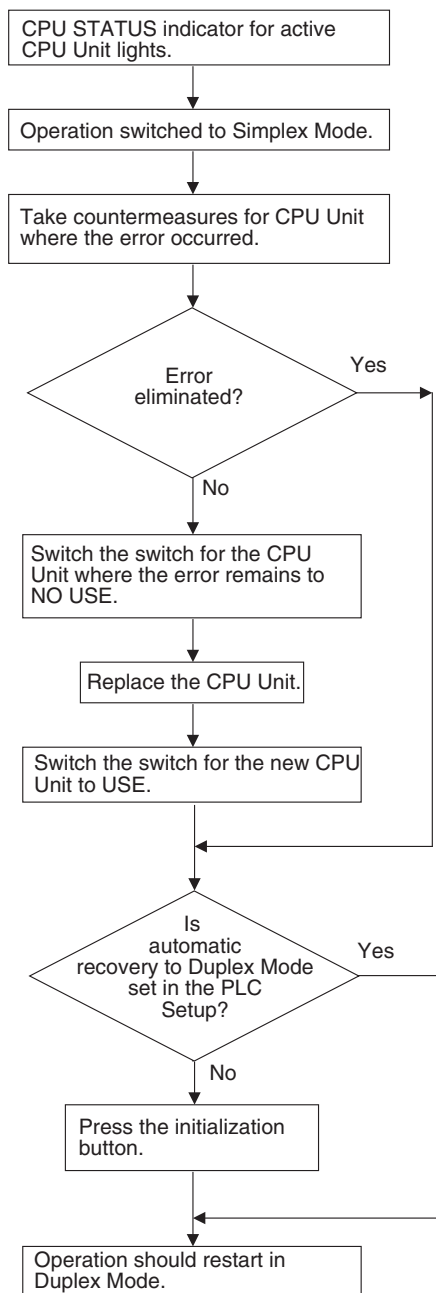 CPU STATUS indicator for active
CPU Unit lights.
Operation switched to Simplex Mode.
Take countermeasures for CPU Unit
where the error occurred.
Error
eliminated?
Yes
No
Switch the switch for the CPU
Unit where the error remains to
NO USE.
Replace the CPU Unit.
Switch the switch for the new CPU
Unit to USE.
Is
automatic
recovery to Duplex Mode
set in the PLC
Setup?
Yes
No
Press the initialization
button.
Operation should restart in
Duplex Mode.